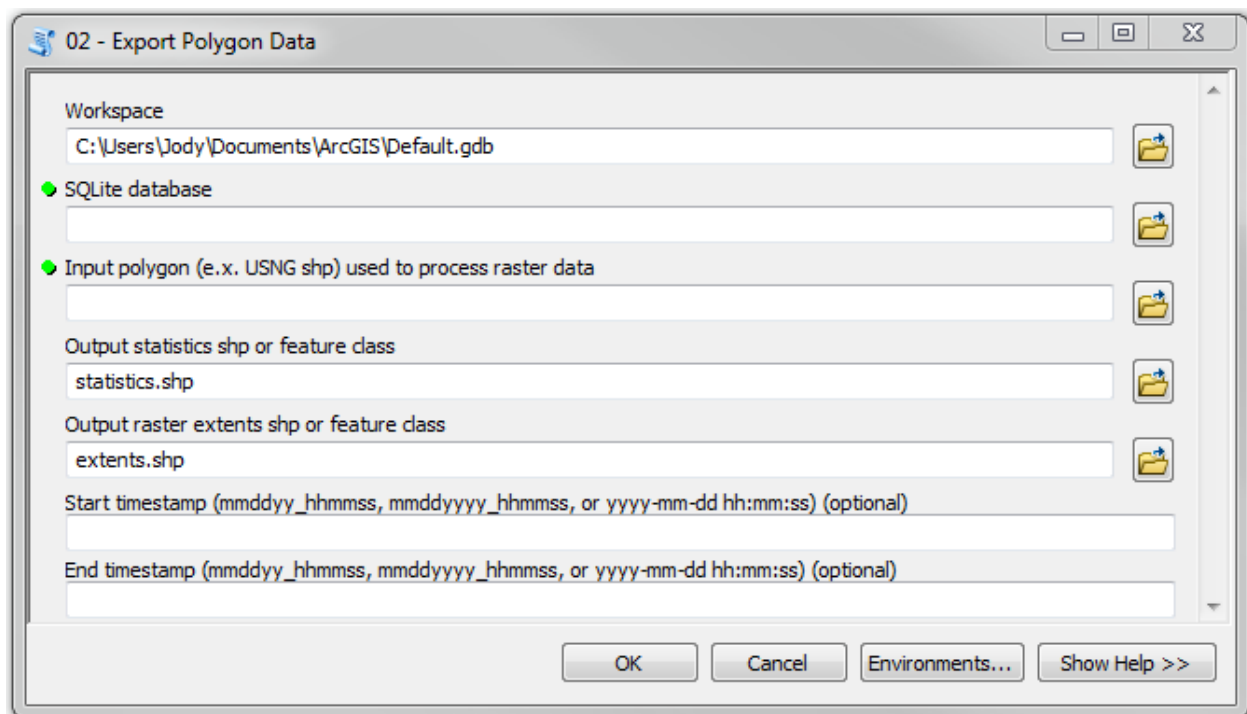 02 - Export Polygon Data
Workspace
C:\Users\Jody\Documents\ArcGIS\Default.gdb
SQLite database
Input polygon (e.x. USNG shp) used to process raster data
Output statistics shp or feature class
statistics.shp
Output raster extents shp or feature class
extents.shp
Start timestamp (mmddyy_hhmmss, mmddyyyy_hhmmss, or yyyy-mm-dd hh:mm:ss) (optional)
End timestamp (mmddyy_hhmmss, mmddyyyy_hhmmss, or yyyy-mm-dd hh:mm:ss) (optional)
OK Cancel Environments... Show Help >>